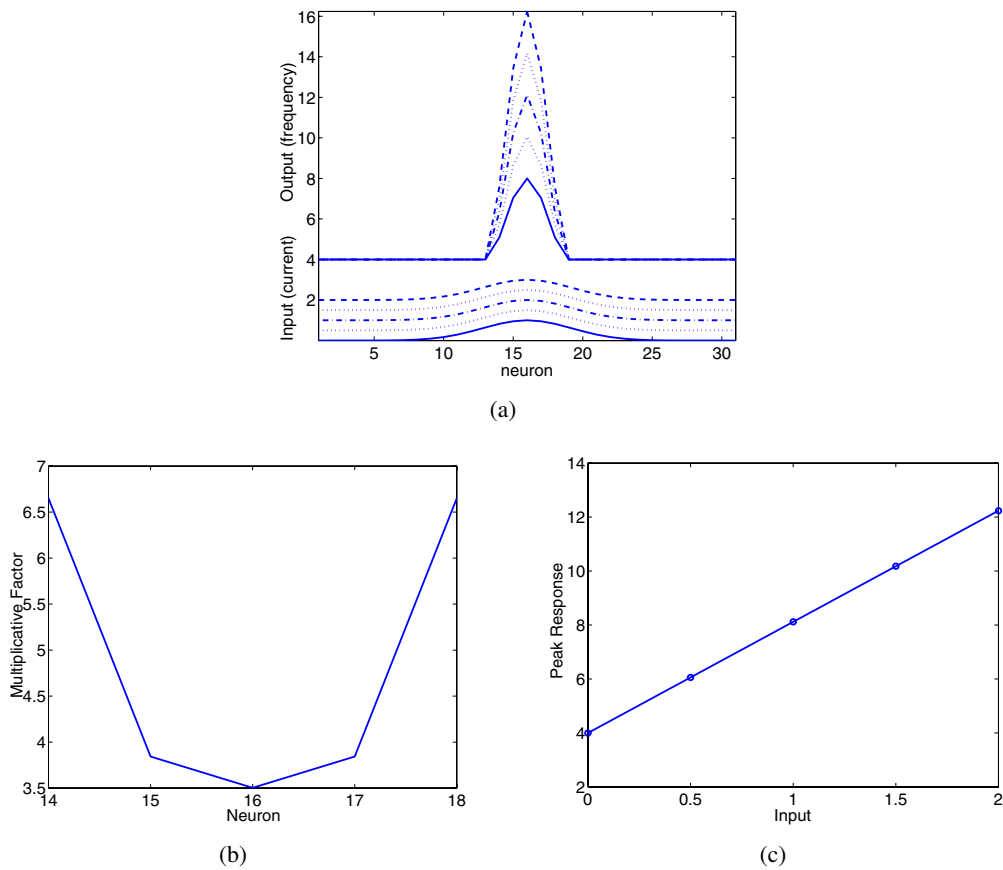 16
14
12
10
8
6
4
2
Output (frequency)
Input (current)
5 10 15 20 25 30
neuron
(a)
7
6.5
6
5.5
5
4.5
4
3.5
Multiplicative Factor
14 15 16 17 18
Neuron
(b)
14
12
10
8
6
4
2
Peak Response
0 0.5 1 1.5 2
Input
(c)